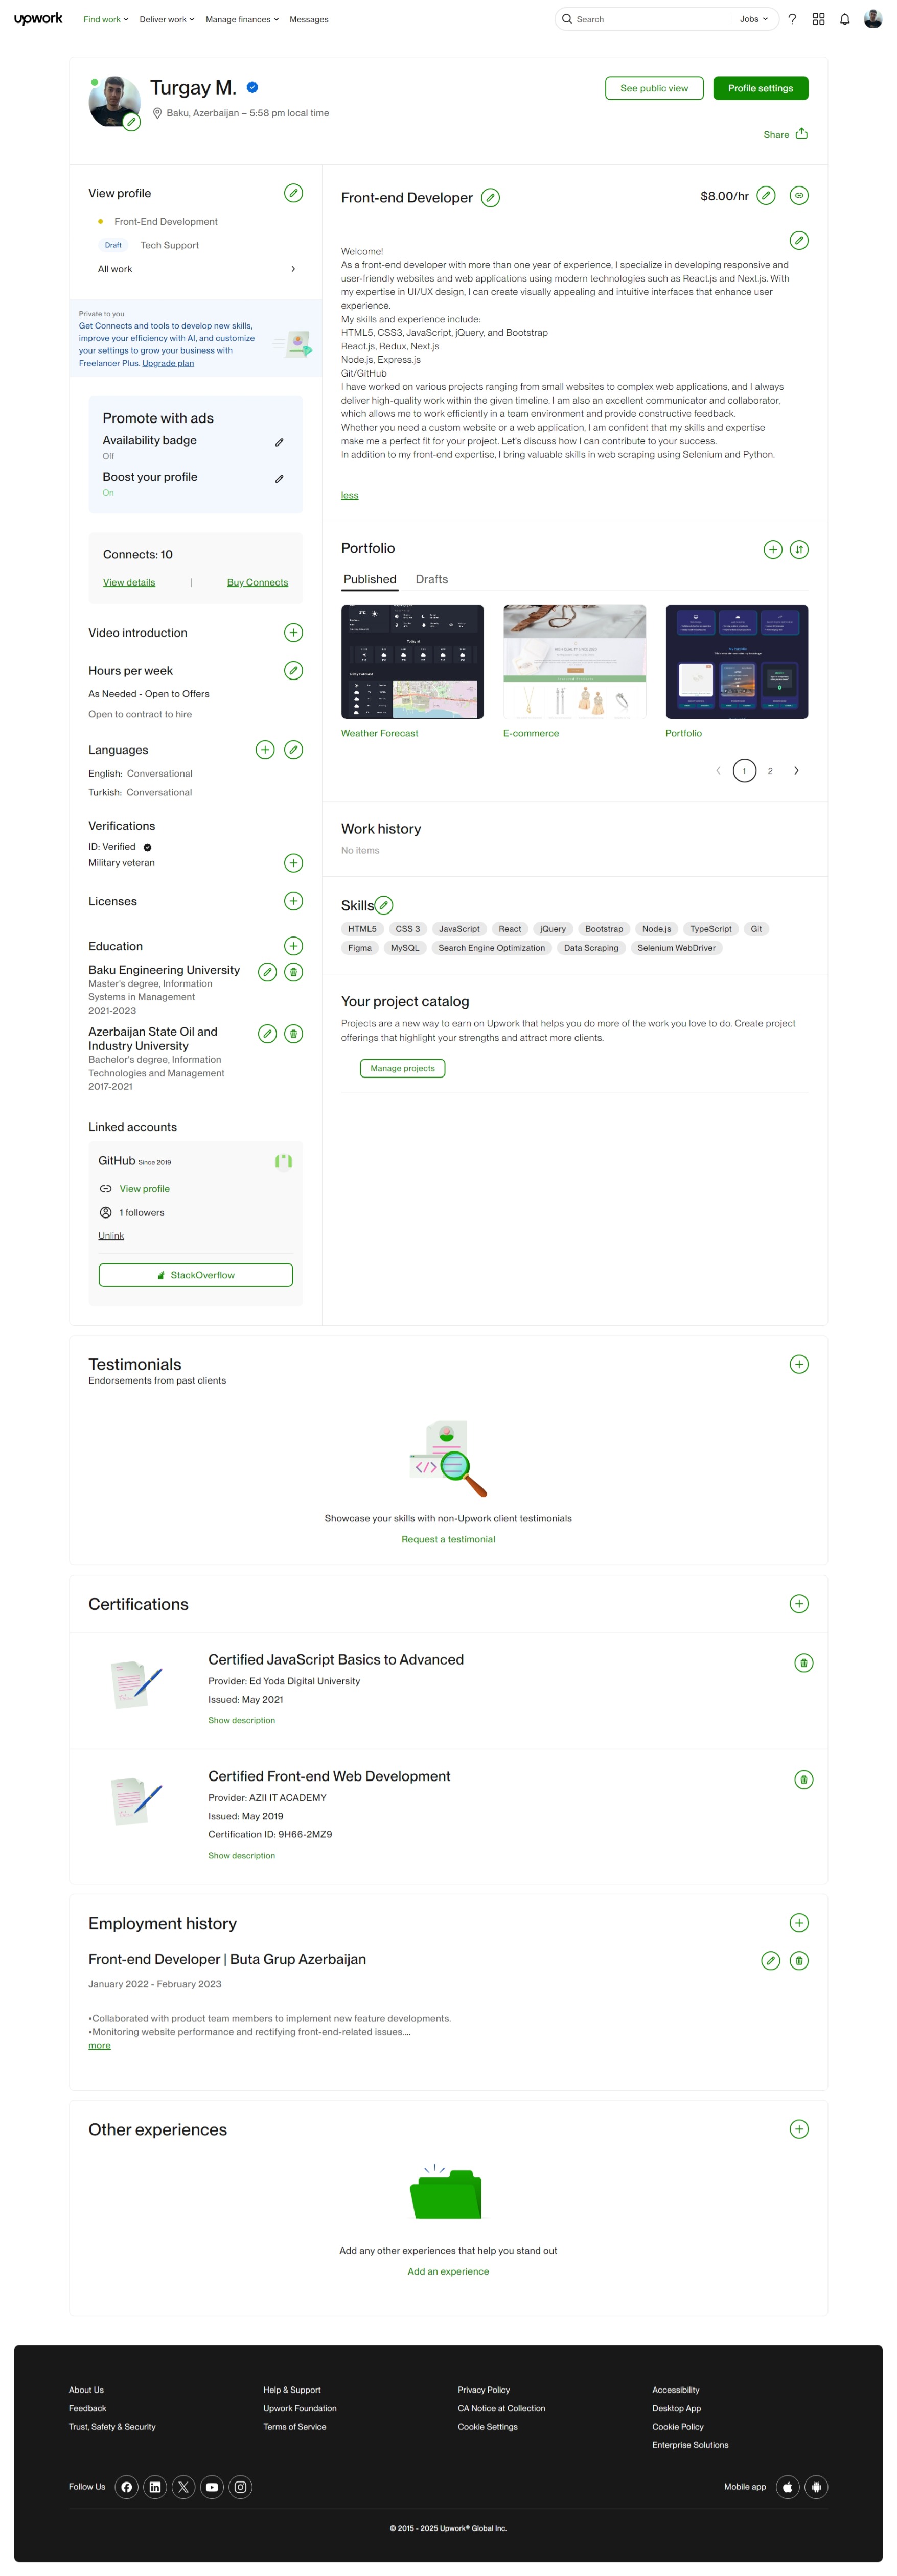 upwork
Find work
Deliver work
Manage finances
Messages
Search
Jobs
Turgay M.
Baku, Azerbaijan – 5:58 pm local time
See public view
Profile settings
Share
View profile
Front-End Development
Draft
Tech Support
All work
Private to you
Get Connects and tools to develop new skills,
improve your efficiency with AI, and customize
your settings to grow your business with
Freelancer Plus. Upgrade plan
Promote with ads
Availability badge
Off
Boost your profile
On
Connects: 10
View details | Buy Connects
Video introduction
Hours per week
As Needed - Open to Offers
Open to contract to hire
Languages
English: Conversational
Turkish: Conversational
Verifications
ID: Verified
Military veteran
Licenses
Education
Baku Engineering University
Master's degree, Information
Systems in Management
2021-2023
Azerbaijan State Oil and
Industry University
Bachelor's degree, Information
Technologies and Management
2017-2021
Linked accounts
GitHub Since 2019
View profile
1 followers
Unlink
StackOverflow
Front-end Developer
$8.00/hr
Welcome!
As a front-end developer with more than one year of experience, I specialize in developing responsive and
user-friendly websites and web applications using modern technologies such as React.js and Next.js. With
my expertise in UI/UX design, I can create visually appealing and intuitive interfaces that enhance user
experience.
My skills and experience include:
HTML5, CSS3, JavaScript, jQuery, and Bootstrap
React.js, Redux, Next.js
Node.js, Express.js
Git/GitHub
I have worked on various projects ranging from small websites to complex web applications, and I always
deliver high-quality work within the given timeline. I am also an excellent communicator and collaborator,
which allows me to work efficiently in a team environment and provide constructive feedback.
Whether you need a custom website or a web application, I am confident that my skills and expertise
make me a perfect fit for your project. Let's discuss how I can contribute to your success.
In addition to my front-end expertise, I bring valuable skills in web scraping using Selenium and Python.
less
Portfolio
Published
Drafts
Weather Forecast
E-commerce
Portfolio
1
2
Work history
No items
Skills
HTML5
CSS 3
JavaScript
React
jQuery
Bootstrap
Node.js
TypeScript
Git
Figma
MySQL
Search Engine Optimization
Data Scraping
Selenium WebDriver
Your project catalog
Projects are a new way to earn on Upwork that helps you do more of the work you love to do. Create project
offerings that highlight your strengths and attract more clients.
Manage projects
Testimonials
Endorsements from past clients
Showcase your skills with non-Upwork client testimonials
Request a testimonial
Certifications
Certified JavaScript Basics to Advanced
Provider: Ed Yoda Digital University
Issued: May 2021
Show description
Certified Front-end Web Development
Provider: AZII IT ACADEMY
Issued: May 2019
Certification ID: 9H66-2MZ9
Show description
Employment history
Front-end Developer | Buta Grup Azerbaijan
January 2022 - February 2023
•Collaborated with product team members to implement new feature developments.
•Monitoring website performance and rectifying front-end-related issues....
more
Other experiences
Add any other experiences that help you stand out
Add an experience
About Us
Feedback
Trust, Safety & Security
Help & Support
Upwork Foundation
Terms of Service
Privacy Policy
CA Notice at Collection
Cookie Settings
Accessibility
Desktop App
Cookie Policy
Enterprise Solutions
Follow Us
Mobile app
© 2015 - 2025 Upwork® Global Inc.